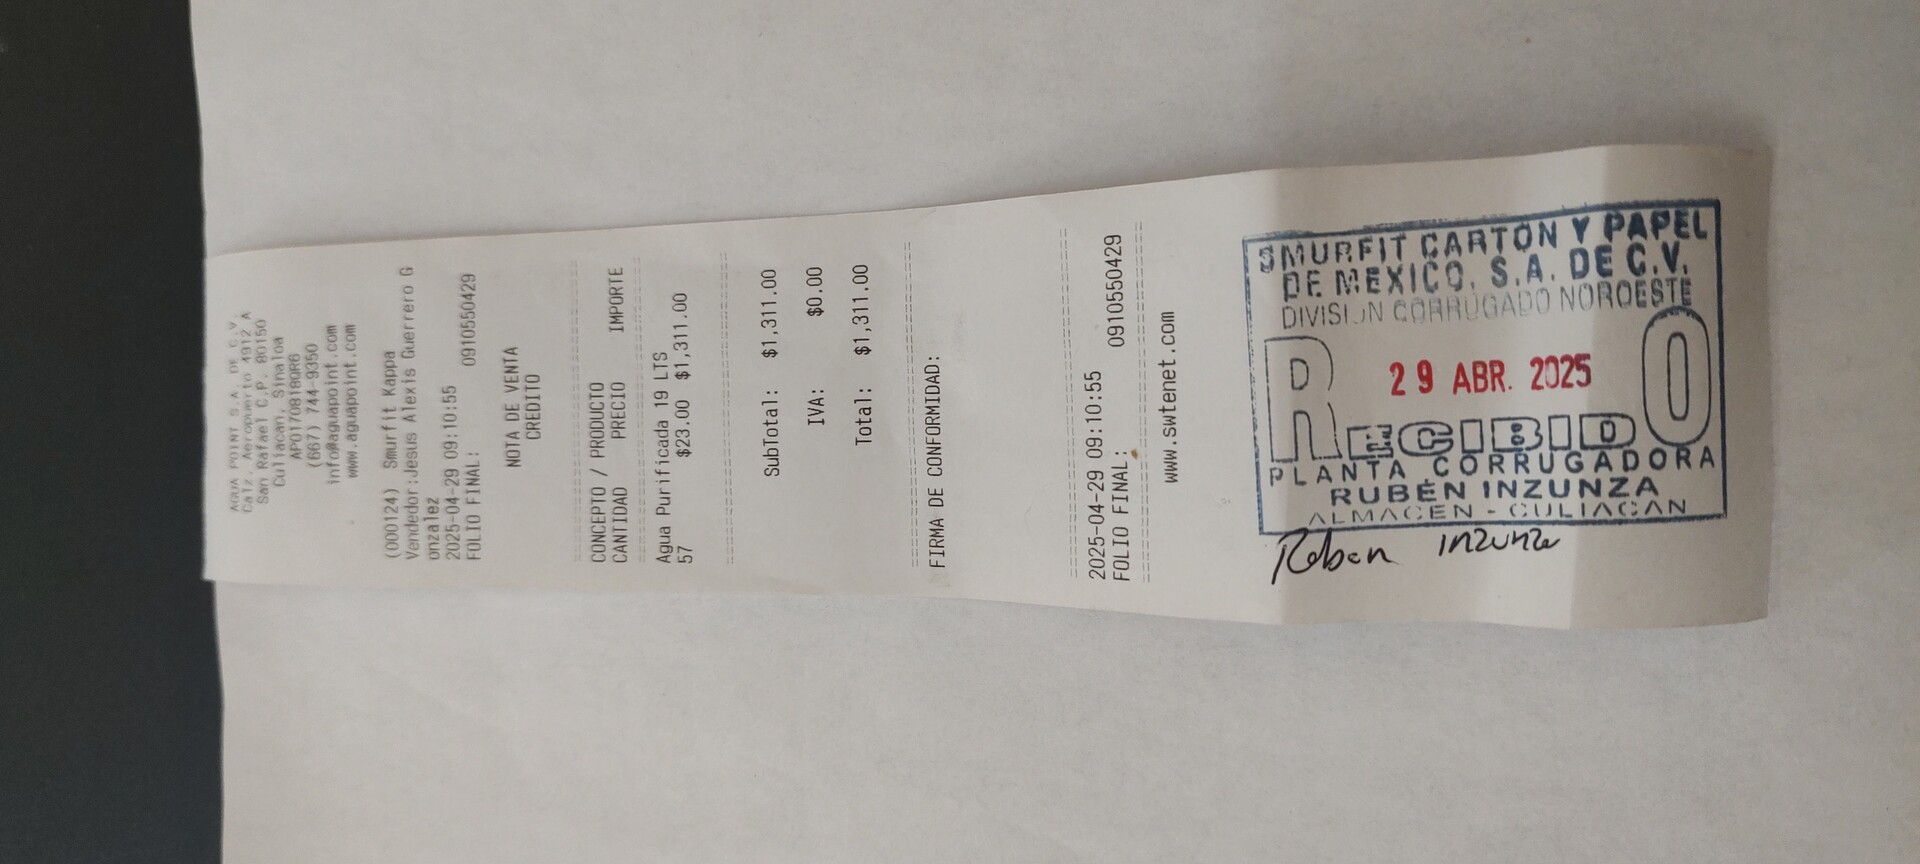 AGUA POINT S.A. DE C.V.
Calz. Aeropuerto 4912 A
San Rafael C.P. 80150
Culiacan, Sinaloa
APO170818QR6
(667) 744-9350
info@aguapoint.com
www.aguapoint.com
(000124) Smurfit Kappa
Vendedor:Jesus Alexis Guerrero G
onzalez
2025-04-29 09:10:55
FOLIO FINAL: 0910550429
NOTA DE VENTA
CREDITO
CONCEPTO / PRODUCTO
CANTIDAD PRECIO IMPORTE
Agua Purificada 19 LTS
57 $23.00 $1,311.00
SubTotal: $1,311.00
IVA: $0.00
Total: $1,311.00
FIRMA DE CONFORMIDAD:
2025-04-29 09:10:55
FOLIO FINAL: 0910550429
www.swtenet.com
SMURFIT CARTON Y PAPEL
DE MEXICO. S.A. DE C.V.
DIVISION CORRUGADO NOROESTE
29 ABR. 2025
RECIBIDO
PLANTA CORRUGADORA
RUBÉN INZUNZA
ALMACEN - CULIACAN
Ruben inzunza